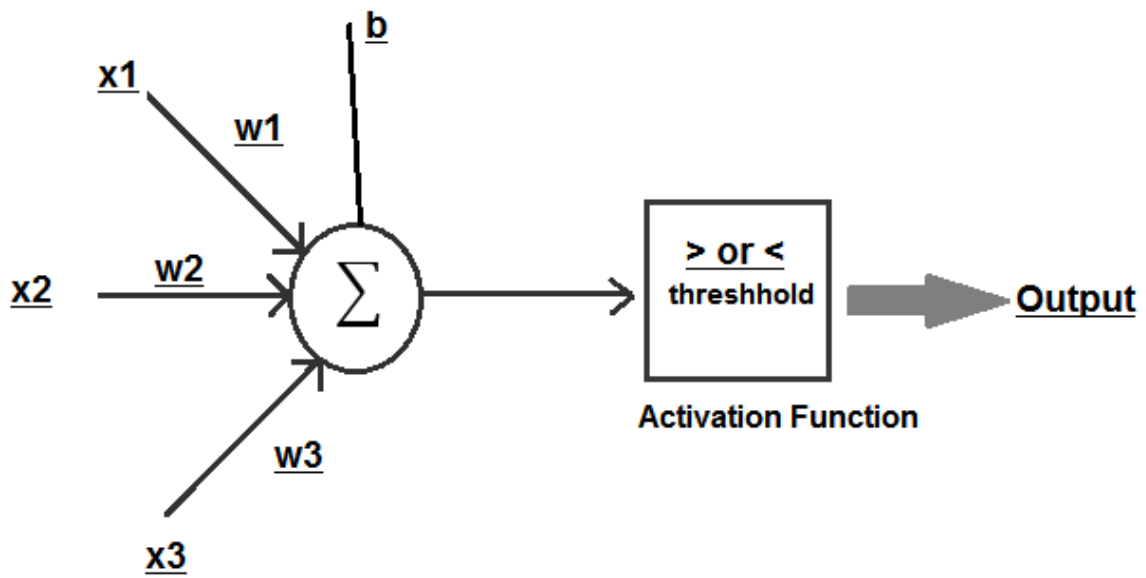 b
x1
w1
w2
x2
∑
> or <
threshhold
Output
Activation Function
w3
x3